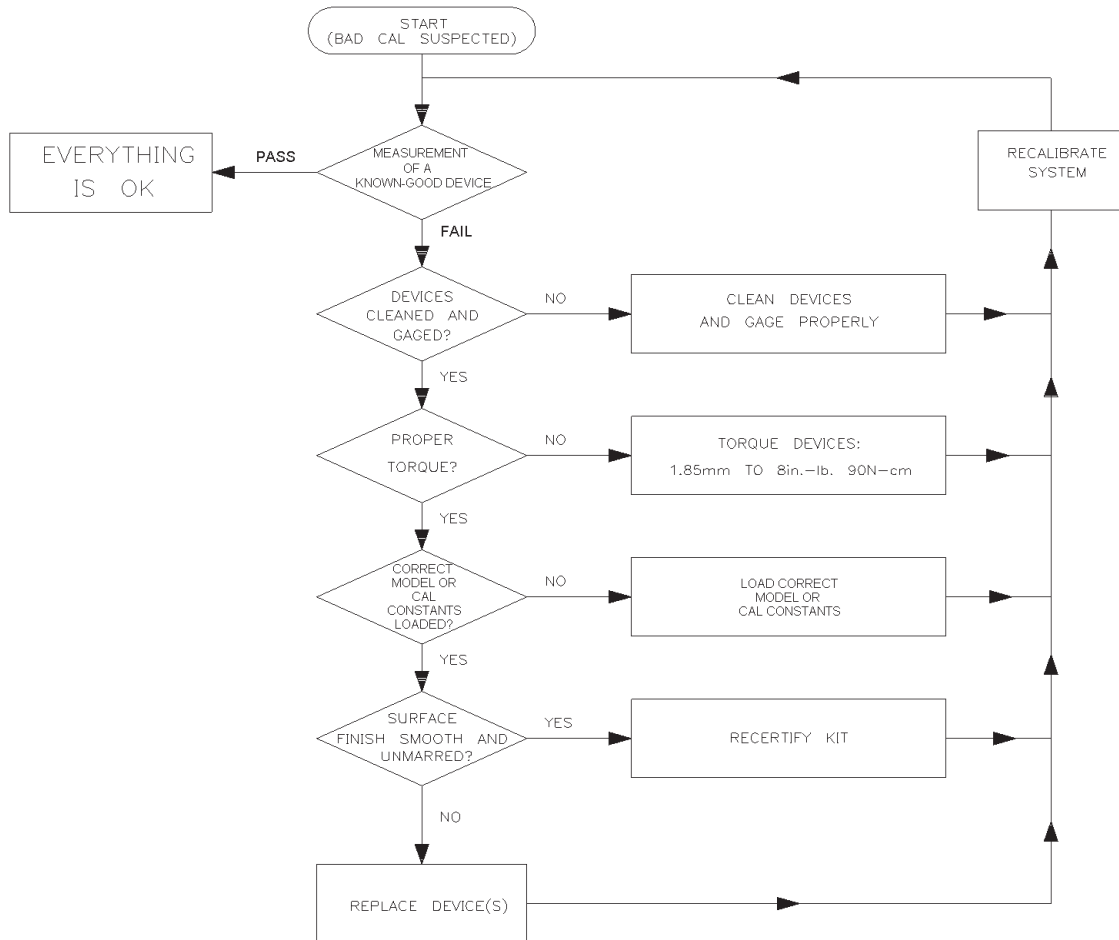 START
(BAD CAL SUSPECTED)
EVERYTHING
IS OK
PASS
MEASUREMENT
OF A
KNOWN-GOOD DEVICE
RECALIBRATE
SYSTEM
FAIL
DEVICES
CLEANED AND
GAGED?
NO
CLEAN DEVICES
AND GAGE PROPERLY
YES
PROPER
TORQUE?
NO
TORQUE DEVICES:
1.85mm TO 8in.-lb. 90N-cm
YES
CORRECT
MODEL OR
CAL
CONSTANTS
LOADED?
NO
LOAD CORRECT
MODEL OR
CAL CONSTANTS
YES
SURFACE
FINISH SMOOTH AND
UNMARRED?
YES
RECERTIFY KIT
NO
REPLACE DEVICE(S)